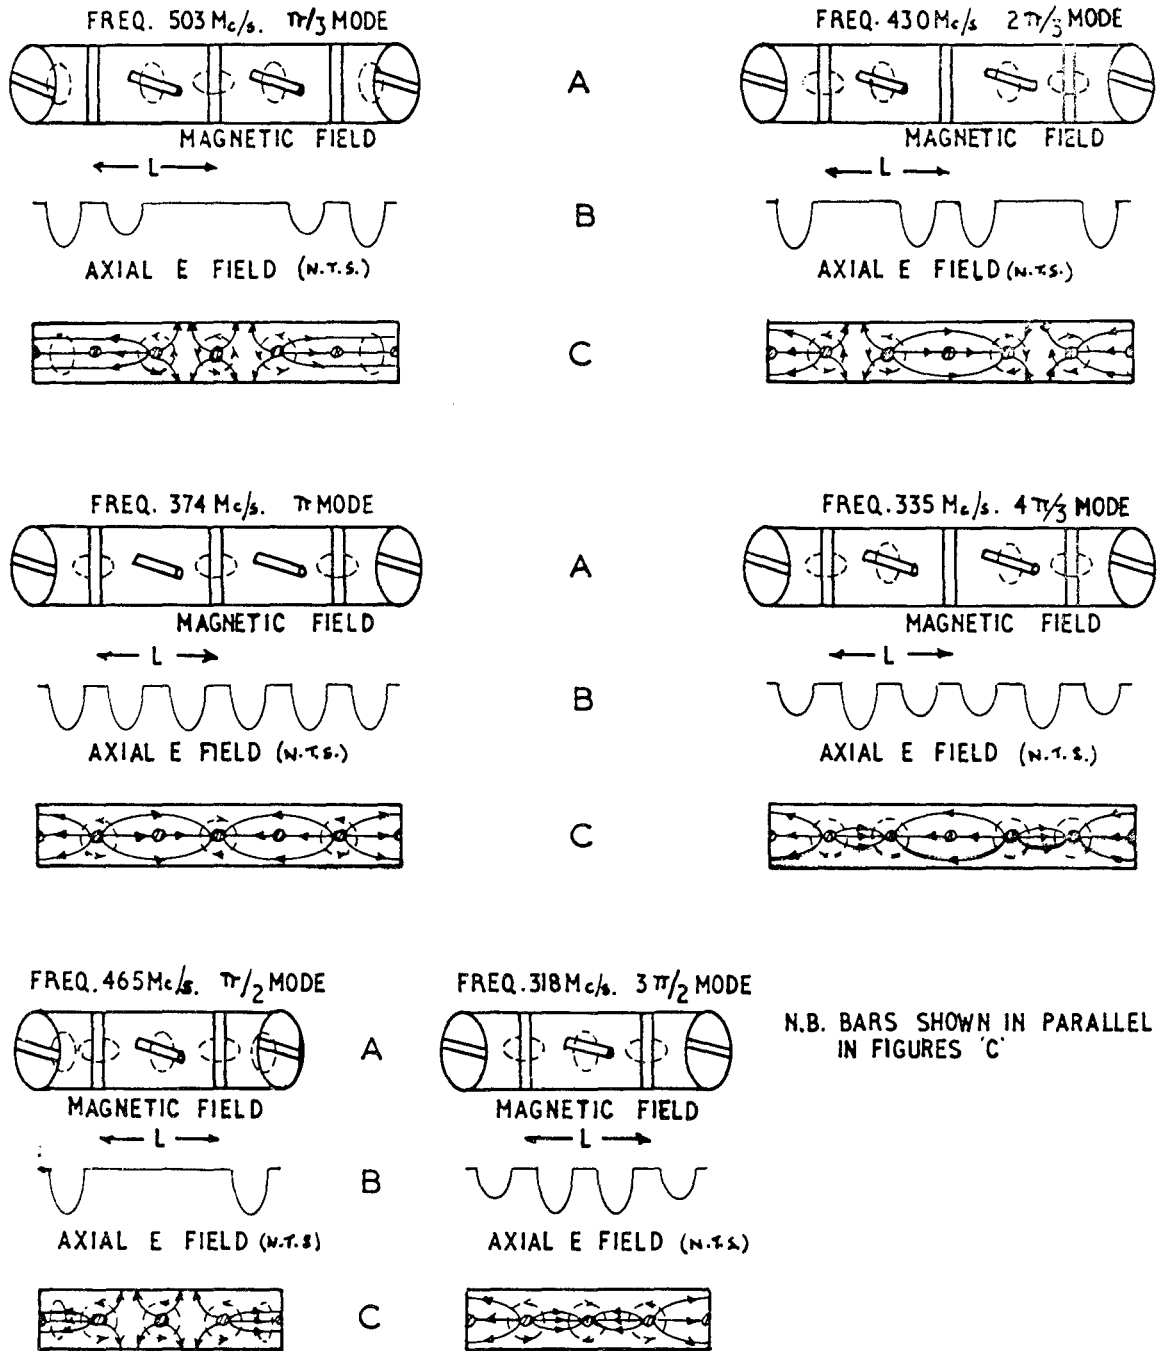 FREQ. 503 Mc/s. π/3 MODE
MAGNETIC FIELD
L
AXIAL E FIELD (N.T.S.)
A
B
C
FREQ. 430 Mc/s 2π/3 MODE
MAGNETIC FIELD
L
AXIAL E FIELD (N.T.S.)
FREQ. 374 Mc/s. π MODE
MAGNETIC FIELD
L
AXIAL E FIELD (N.T.S.)
A
B
C
FREQ. 335 Mc/s. 4π/3 MODE
MAGNETIC FIELD
L
AXIAL E FIELD (N.T.S.)
FREQ. 465 Mc/s. π/2 MODE
MAGNETIC FIELD
L
AXIAL E FIELD (N.T.S)
A
B
C
FREQ. 318 Mc/s. 3π/2 MODE
MAGNETIC FIELD
L
AXIAL E FIELD (N.T.S.)
N.B. BARS SHOWN IN PARALLEL
IN FIGURES 'C'